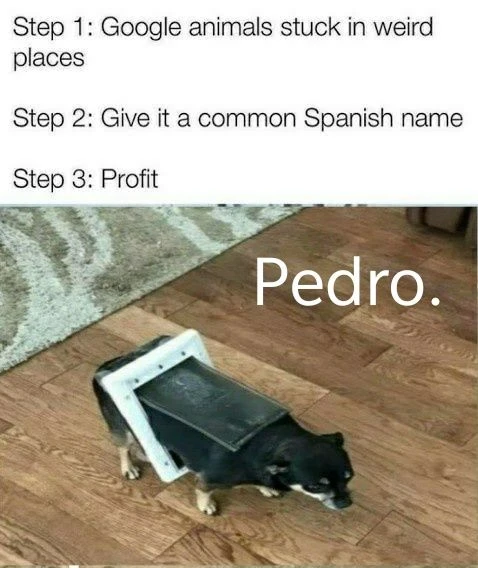 Step 1: Google animals stuck in weird
places
Step 2: Give it a common Spanish name
Step 3: Profit
Pedro.